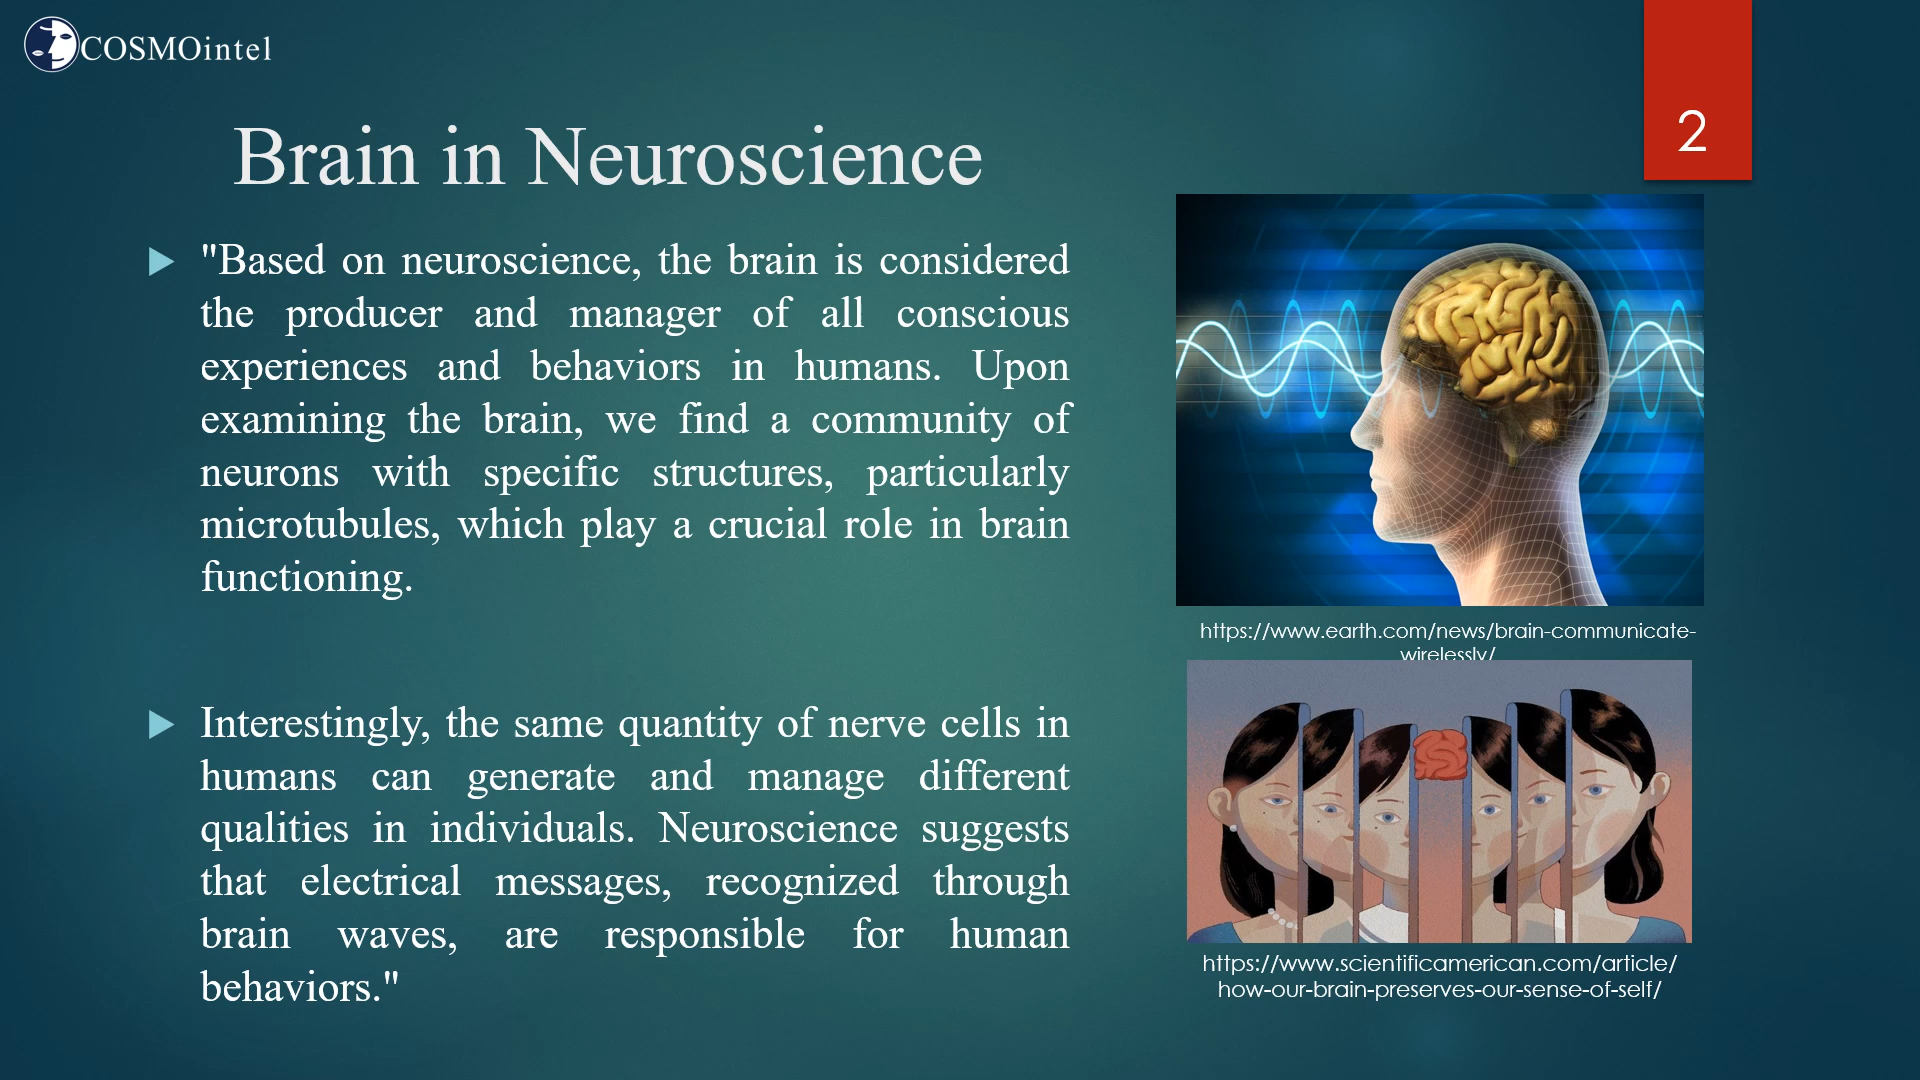 COSMOintel
2
Brain in Neuroscience
"Based on neuroscience, the brain is considered
the producer and manager of all conscious
experiences and behaviors in humans. Upon
examining the brain, we find a community of
neurons with specific structures, particularly
microtubules, which play a crucial role in brain
functioning.
Interestingly, the same quantity of nerve cells in
humans can generate and manage different
qualities in individuals. Neuroscience suggests
that electrical messages, recognized through
brain waves, are responsible for human
behaviors."
https://www.earth.com/news/brain-communicate-
wirelessly/
https://www.scientificamerican.com/article/
how-our-brain-preserves-our-sense-of-self/